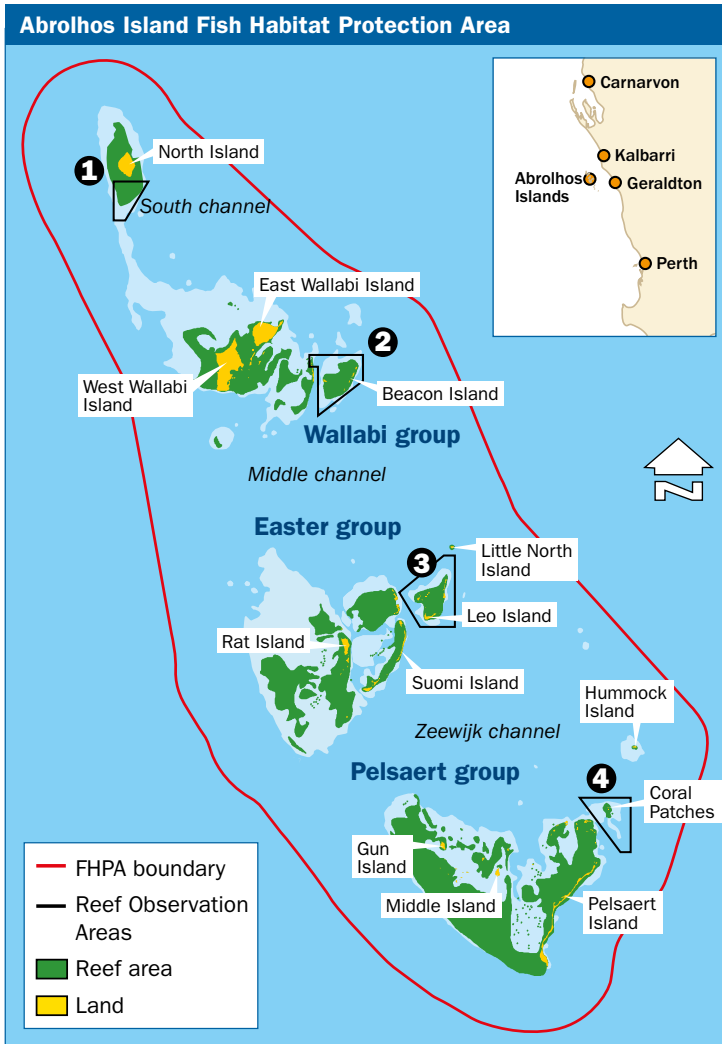 Abrolhos Island Fish Habitat Protection Area
Carnarvon
Kalbarri
Abrolhos
Islands
Geraldton
Perth
North Island
1
South channel
East Wallabi Island
2
West Wallabi
Island
Beacon Island
Wallabi group
Middle channel
N
Easter group
Little North
Island
3
Leo Island
Rat Island
Suomi Island
Hummock
Island
Zeewijk channel
Pelsaert group
4
Coral
Patches
Gun
Island
Middle Island
Pelsaert
Island
FHPA boundary
Reef Observation
Areas
Reef area
Land